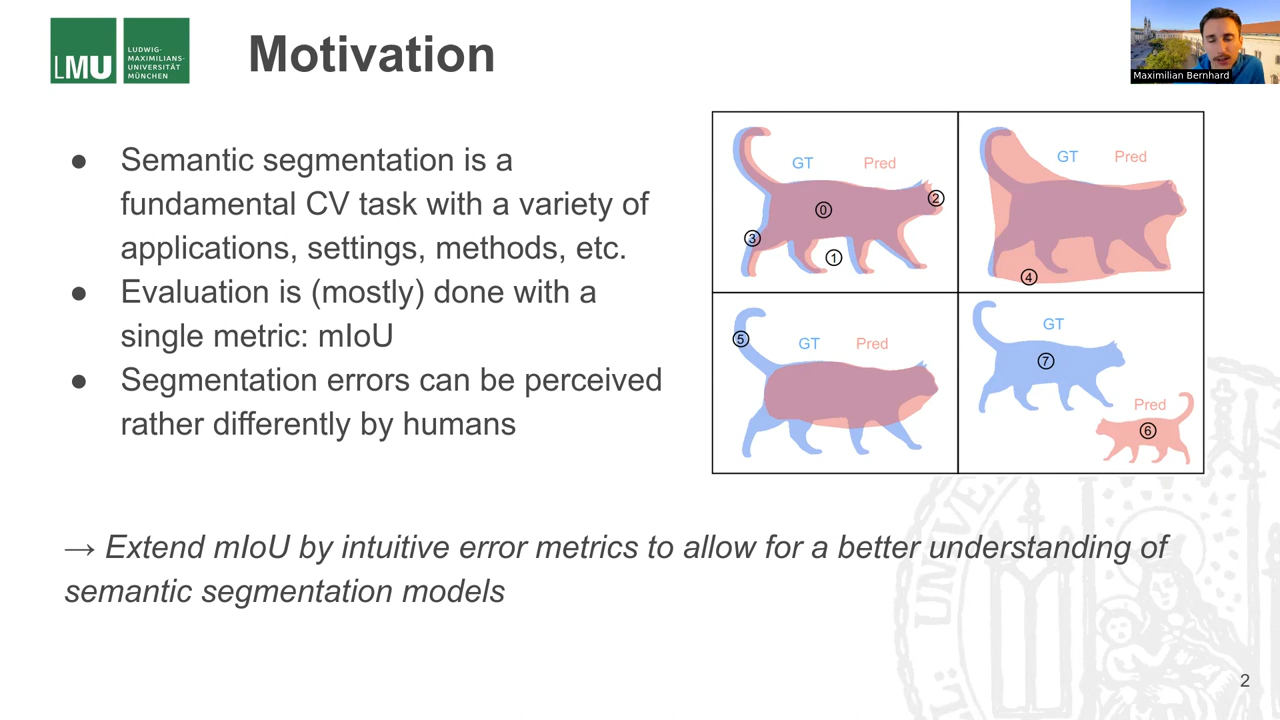 LMU
LUDWIG-
MAXIMILIANS-
UNIVERSITÄT
MÜNCHEN
Motivation
Maximilian Bernhard
● Semantic segmentation is a
fundamental CV task with a variety of
applications, settings, methods, etc.
● Evaluation is (mostly) done with a
single metric: mIoU
● Segmentation errors can be perceived
rather differently by humans
GT Pred
0
1
2
3
GT Pred
4
GT Pred
5
GT
7
Pred
6
→ Extend mIoU by intuitive error metrics to allow for a better understanding of
semantic segmentation models
2